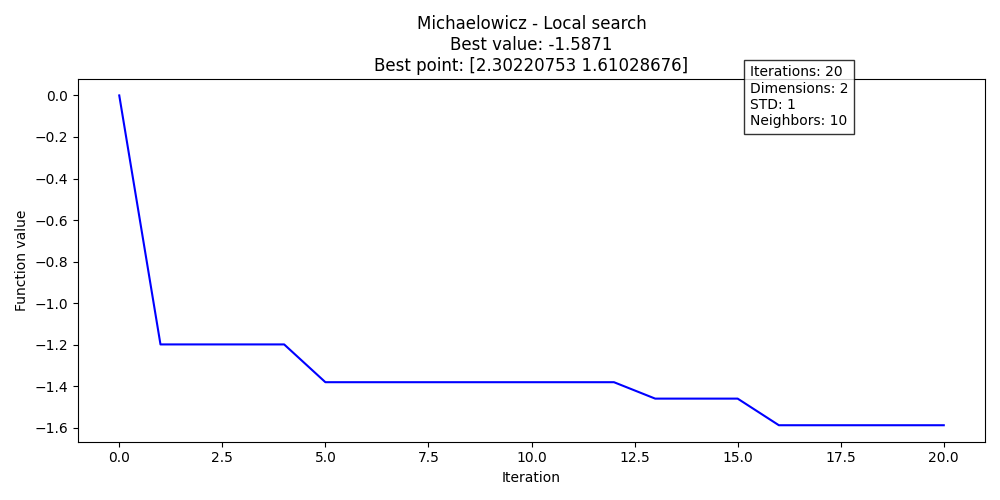 Michaelowicz - Local search
Best value: -1.5871
Best point: [2.30220753 1.61028676]
Iterations: 20
Dimensions: 2
STD: 1
Neighbors: 10
Function value
0.0
−0.2
−0.4
−0.6
−0.8
−1.0
−1.2
−1.4
−1.6
0.0 2.5 5.0 7.5 10.0 12.5 15.0 17.5 20.0
Iteration